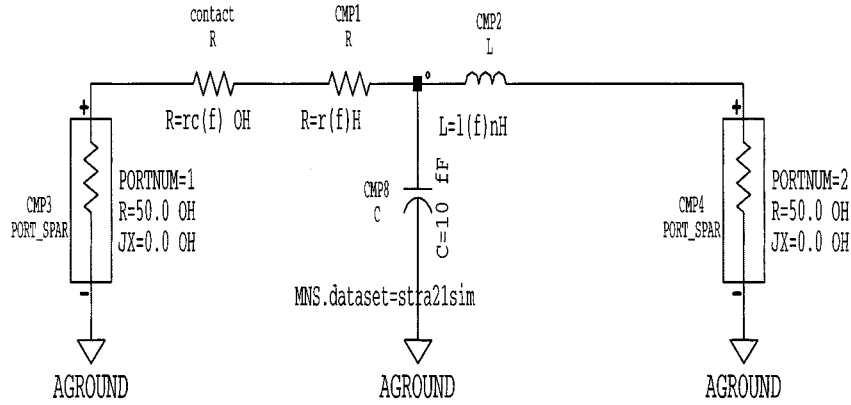 contact
R
CMP1
R
CMP2
L
R=rc(f) OH
R=r(f)H
L=l(f)nH
+
+
CMP3
PORT_SPAR
PORTNUM=1
R=50.0 OH
JX=0.0 OH
CMP8
C
C=10 fF
CMP4
PORT_SPAR
PORTNUM=2
R=50.0 OH
JX=0.0 OH
-
-
MNS.dataset=stra21sim
AGROUND
AGROUND
AGROUND